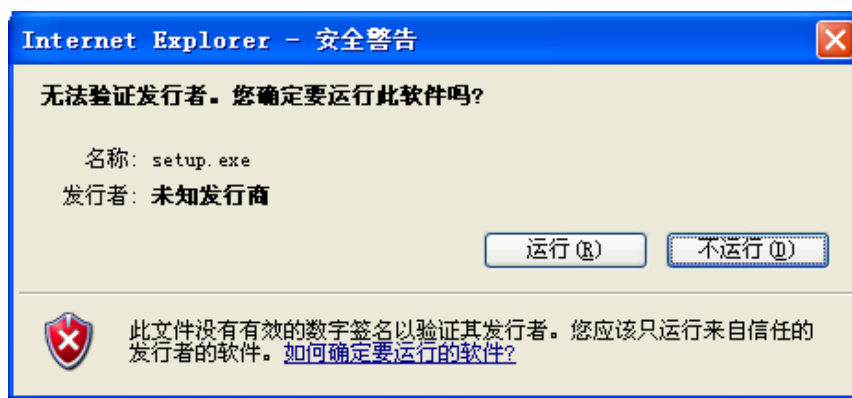 Internet Explorer - 安全警告
无法验证发行者。您确定要运行此软件吗?
名称: setup.exe
发行者: 未知发行商
运行(R) 不运行(D)
此文件没有有效的数字签名以验证其发行者。您应该只运行来自信任的
发行者的软件。如何确定要运行的软件?